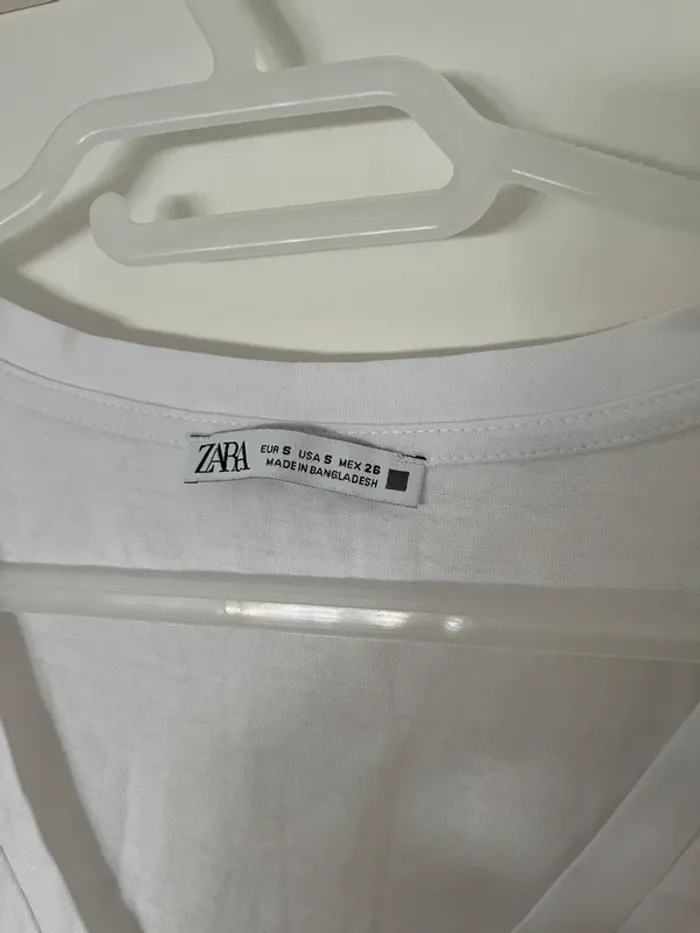 ZARA
EUR S USA S MEX 26
MADE IN BANGLADESH